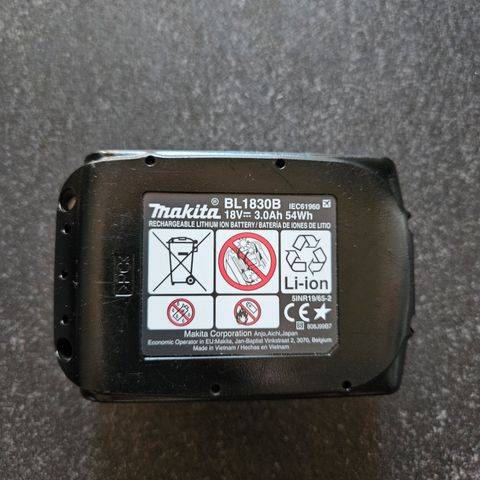 makita® BL1830B IEC61960
18V 3.0Ah 54Wh
RECHARGEABLE LITHIUM ION BATTERY / BATERÍA DE IONES DE LITIO
Li-ion
5INR19/65-2
CE
Makita Corporation Anjo,Aichi,Japan
Economic Operator in EU:Makita, Jan-Baptist Vinkstraat 2, 3070, Belgium
Made in Vietnam / Hechas en Vietnam
>PC<